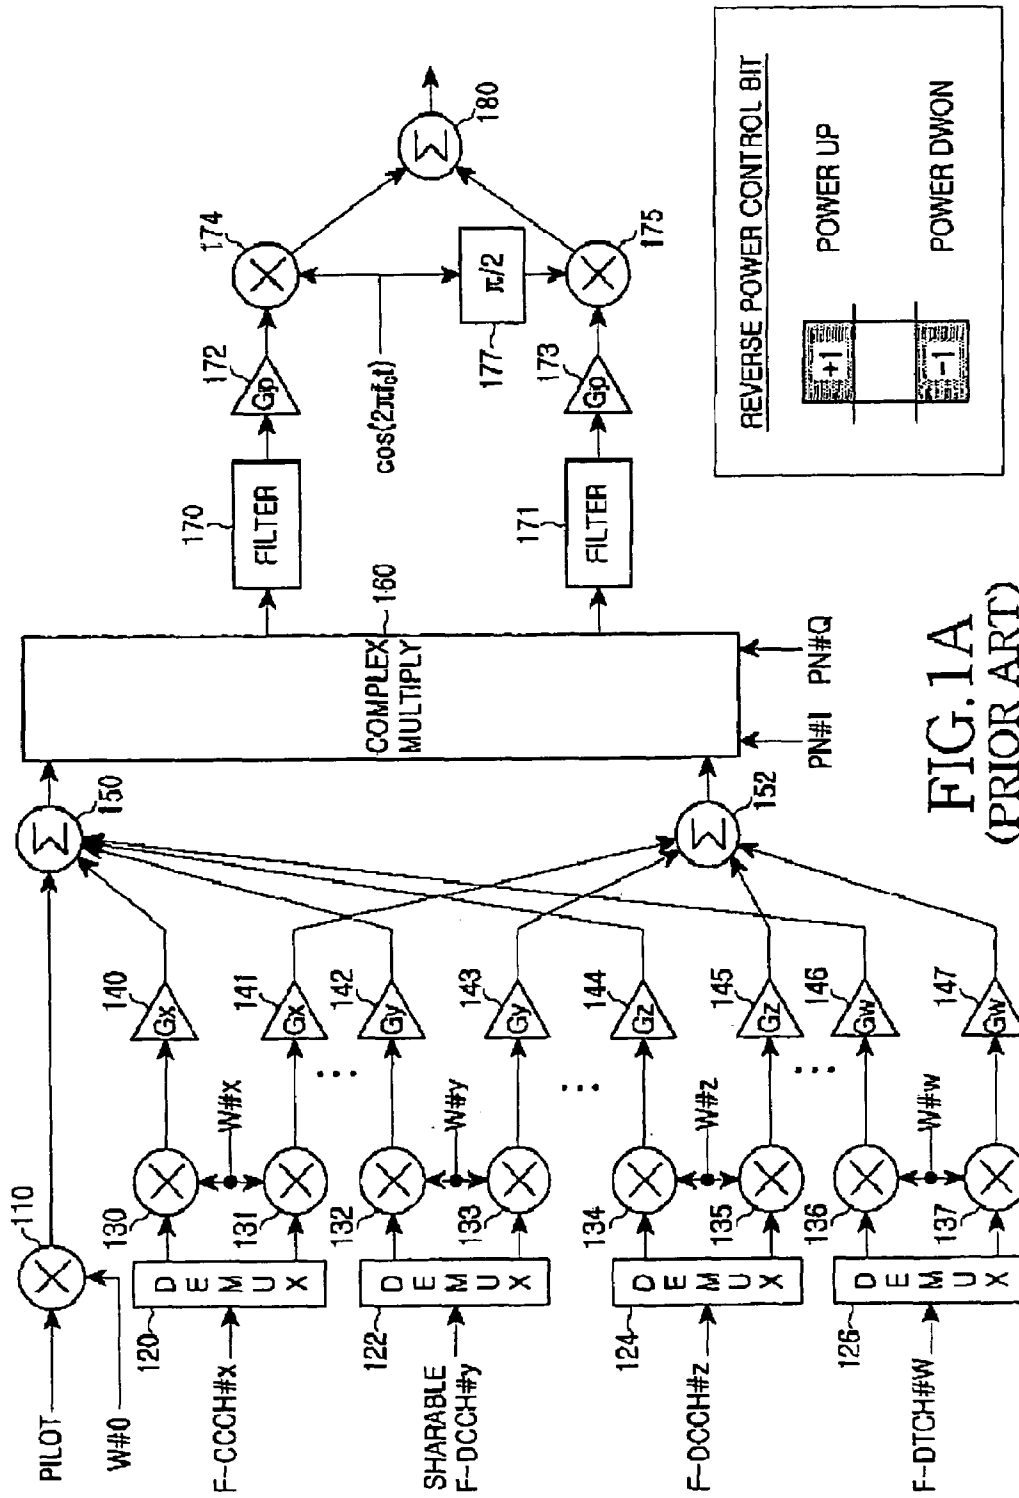 PILOT
W#0
110
F-CCCH#x
120
D E M U X
130
131
W#x
140
Gx
141
Gx
...
SHARABLE
F-DCCH#y
122
D E M U X
132
133
W#y
142
Gy
143
Gy
...
F-DCCH#z
124
D E M U X
134
135
W#z
144
Gz
145
Gz
...
F-DTCH#W
126
D E M U X
136
137
W#w
146
Gw
147
Gw
150
Σ
152
Σ
COMPLEX
MULTIPLY
160
PN#I
PN#Q
170
FILTER
171
FILTER
172
Gp
173
Gp
cos(2πfct)
174
175
177
π/2
Σ
180
REVERSE POWER CONTROL BIT
+1
POWER UP
-1
POWER DWON
FIG.1A
(PRIOR ART)